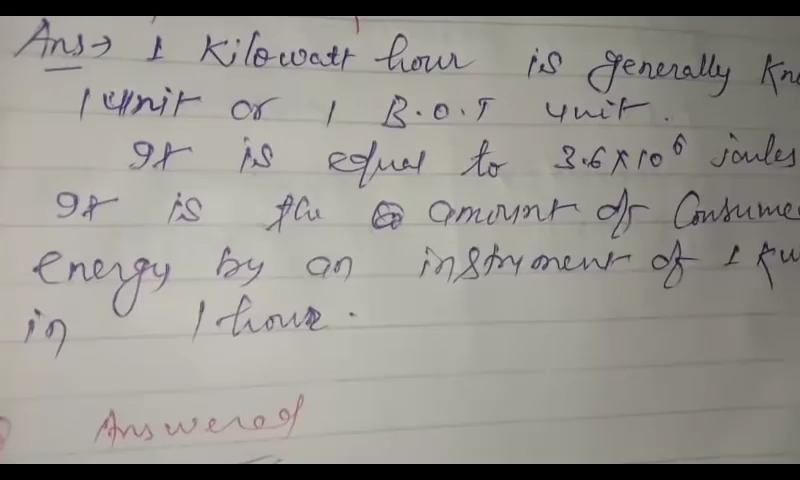 Ans → 1 Kilowatt hour is generally Kno
1 unit or 1 B.O.T unit.
It is equal to 3.6×10⁶ joules
It is the amount of Consume
energy by an instrument of 1 Kw
in 1 hour.
Answered